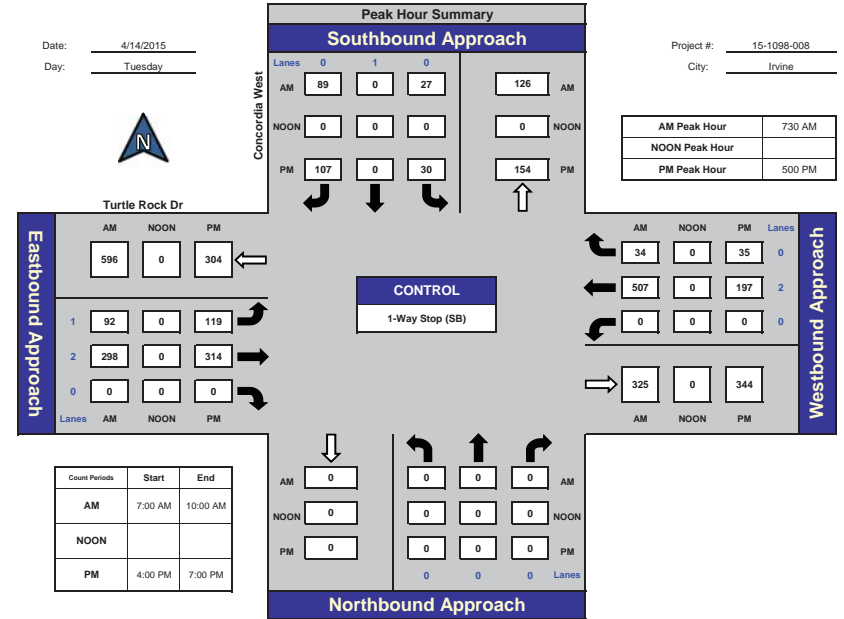 Peak Hour Summary
Southbound Approach
Date: 4/14/2015
Day: Tuesday
Project #: 15-1098-008
City: Irvine
N
Concordia West
Lanes 0 1 0
AM 89 0 27 126 AM
NOON 0 0 0 0 NOON
PM 107 0 30 154 PM
AM Peak Hour 730 AM
NOON Peak Hour
PM Peak Hour 500 PM
Turtle Rock Dr
Eastbound Approach
AM NOON PM
596 0 304
1 92 0 119
2 298 0 314
0 0 0 0
Lanes AM NOON PM
CONTROL
1-Way Stop (SB)
AM NOON PM Lanes
34 0 35 0
507 0 197 2
0 0 0 0
325 0 344
AM NOON PM
Westbound Approach
Count Periods Start End
AM 7:00 AM 10:00 AM
NOON
PM 4:00 PM 7:00 PM
AM 0 0 0 0 AM
NOON 0 0 0 0 NOON
PM 0 0 0 0 PM
0 0 0 Lanes
Northbound Approach